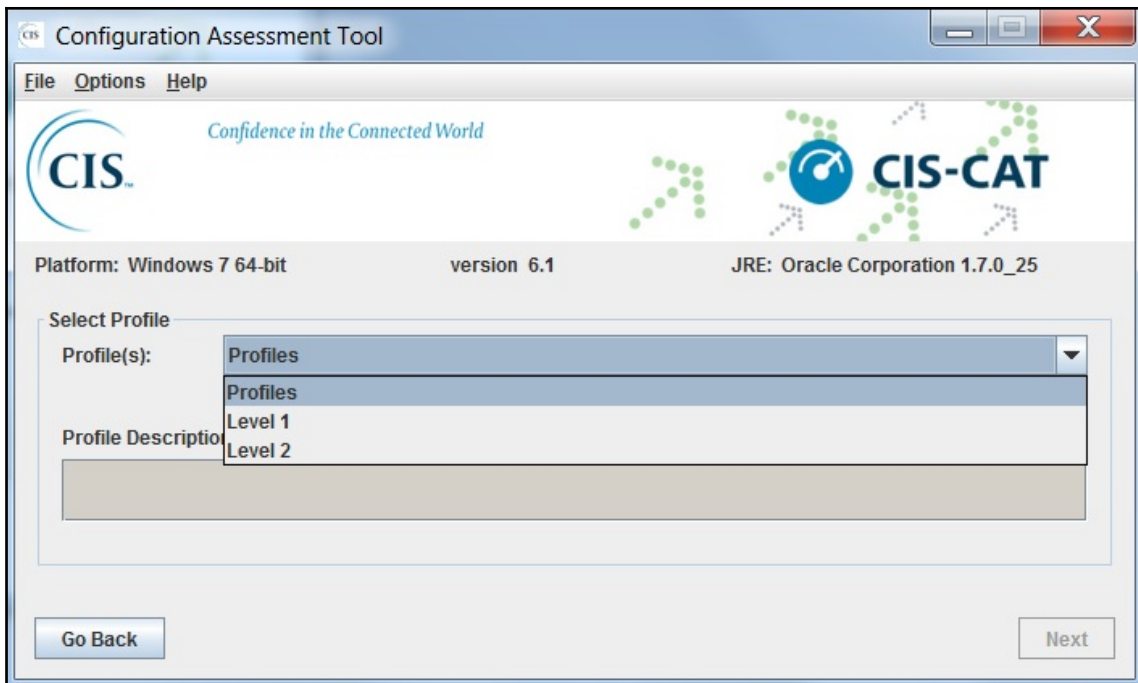 CIS Configuration Assessment Tool
File Options Help
CIS™
Confidence in the Connected World
CIS-CAT
Platform: Windows 7 64-bit version 6.1 JRE: Oracle Corporation 1.7.0_25
Select Profile
Profile(s): Profiles
Profiles
Level 1
Profile Description
Level 2
Go Back Next